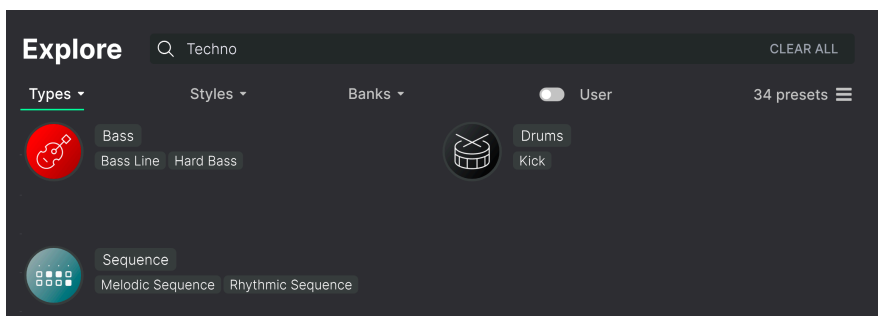 Explore Techno CLEAR ALL
Types Styles Banks User 34 presets
Bass Drums
Bass Line Hard Bass Kick
Sequence
Melodic Sequence Rhythmic Sequence